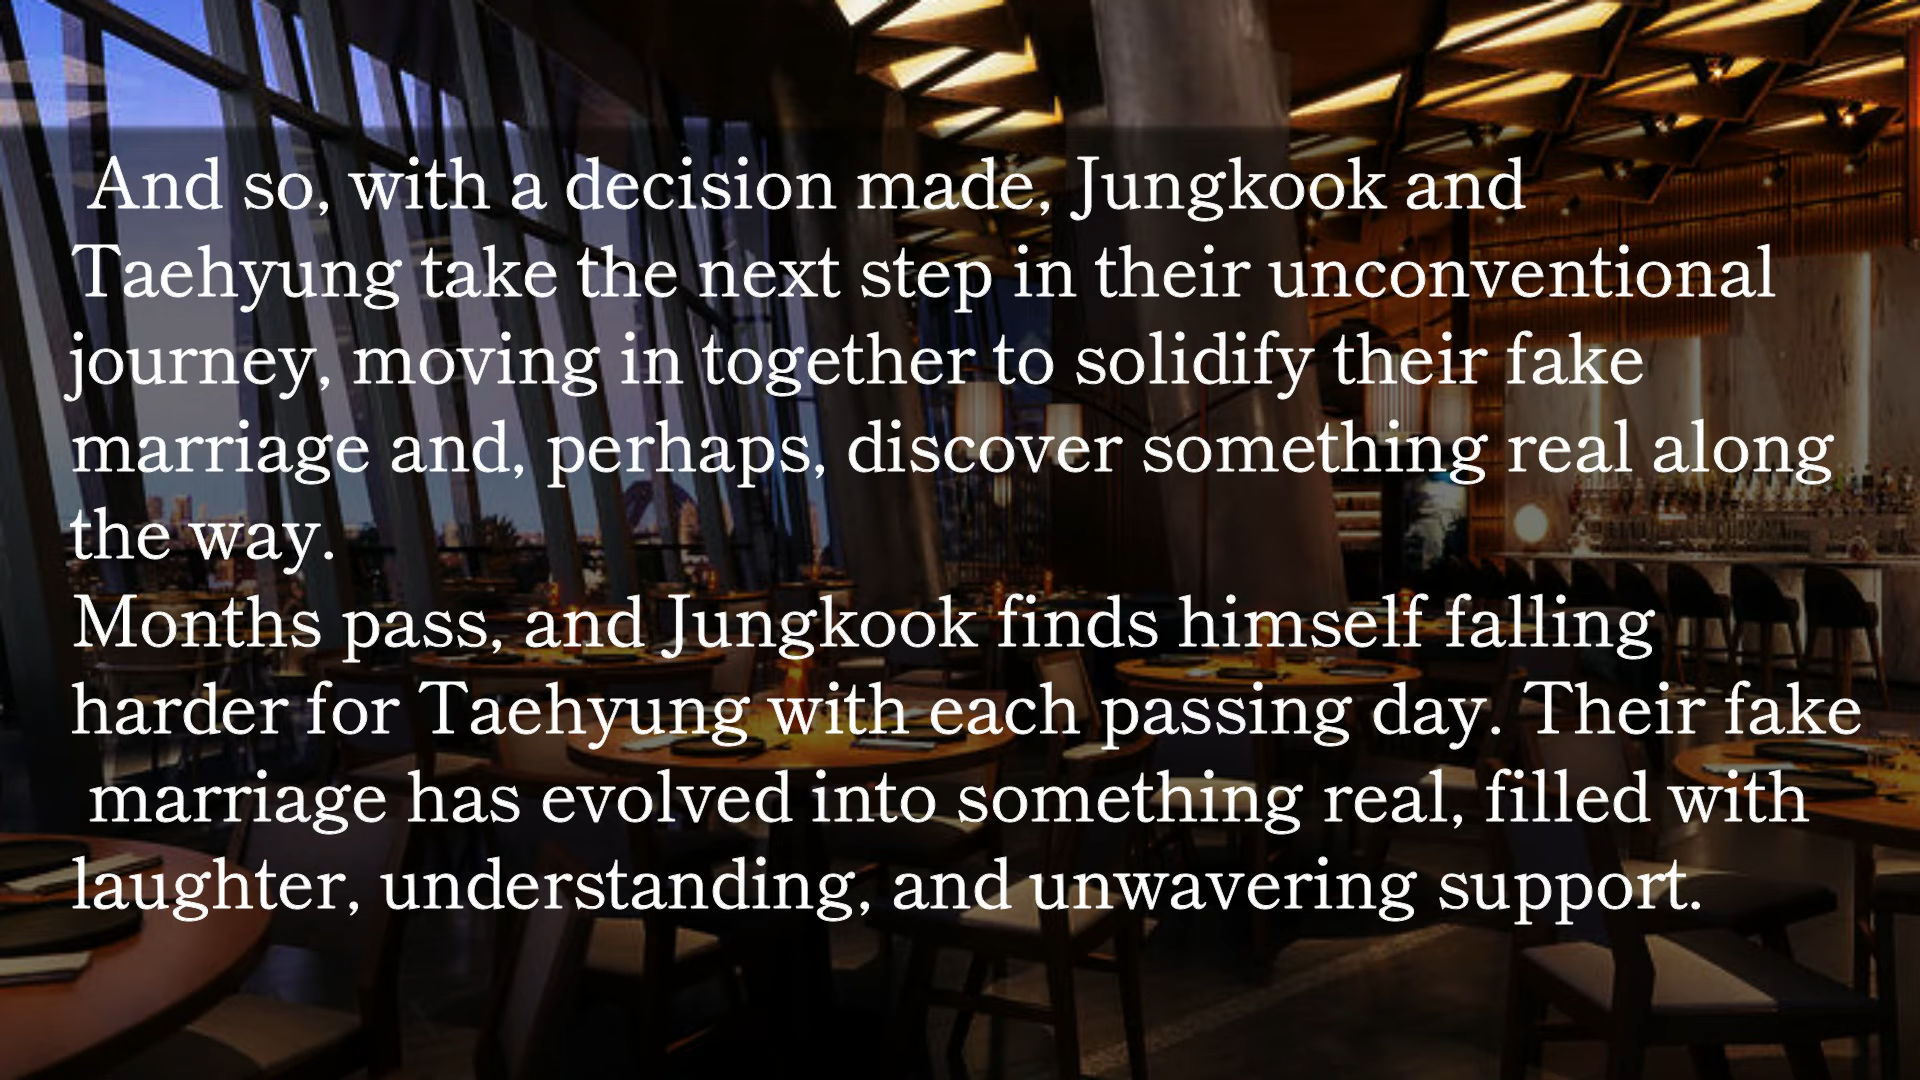 And so, with a decision made, Jungkook and
Taehyung take the next step in their unconventional
journey, moving in together to solidify their fake
marriage and, perhaps, discover something real along
the way.
Months pass, and Jungkook finds himself falling
harder for Taehyung with each passing day. Their fake
marriage has evolved into something real, filled with
laughter, understanding, and unwavering support.